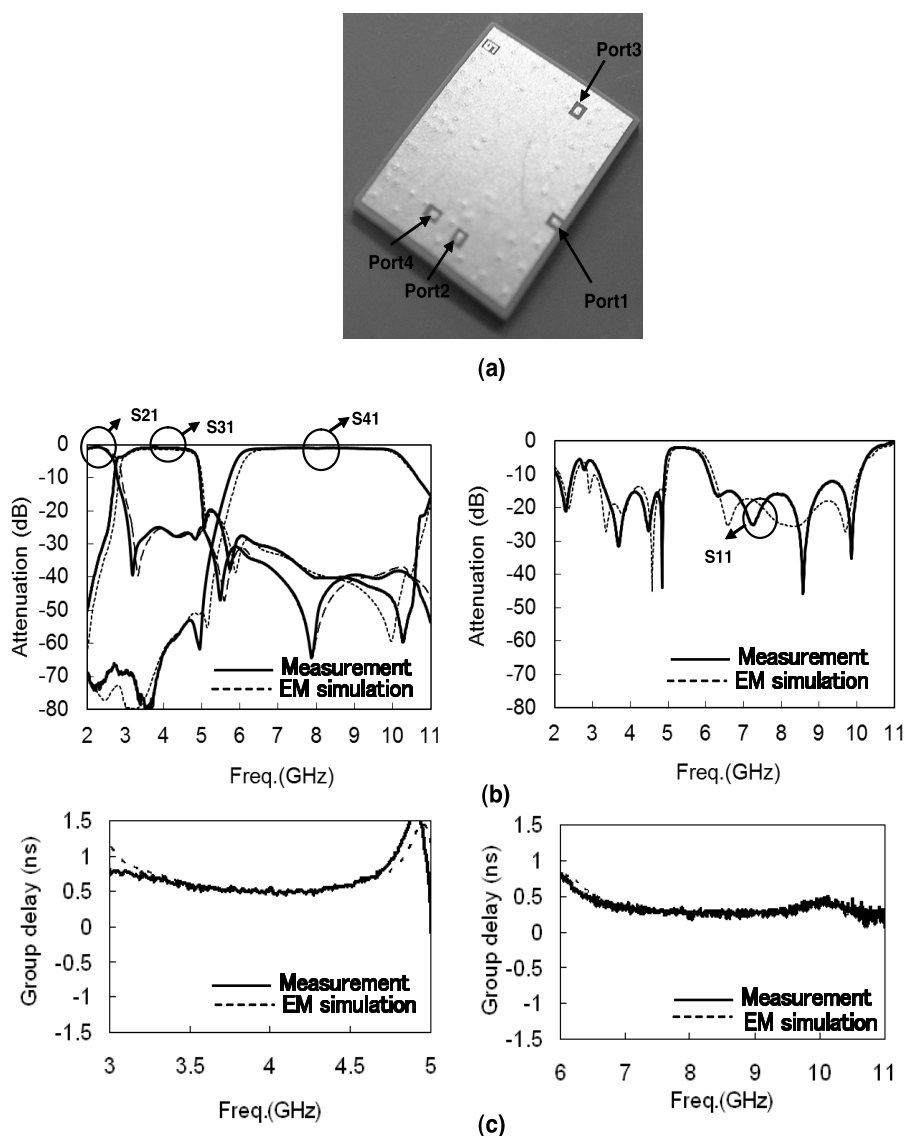 Port3
Port4
Port2
Port1
(a)
S21
S31
S41
0
-10
-20
-30
-40
-50
-60
-70
-80
Attenuation (dB)
Measurement
EM simulation
2 3 4 5 6 7 8 9 10 11
Freq.(GHz)
0
-10
-20
-30
-40
-50
-60
-70
-80
Attenuation (dB)
S11
Measurement
EM simulation
2 3 4 5 6 7 8 9 10 11
Freq.(GHz)
(b)
1.5
1
0.5
0
-0.5
-1
-1.5
Group delay (ns)
Measurement
EM simulation
3 3.5 4 4.5 5
Freq.(GHz)
1.5
1
0.5
0
-0.5
-1
-1.5
Group delay (ns)
Measurement
EM simulation
6 7 8 9 10 11
Freq.(GHz)
(c)